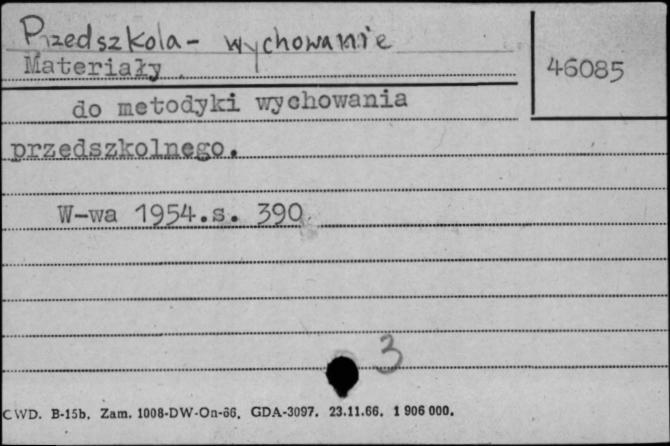 Przedszkola - wychowanie
Materiały
46085
do metodyki wychowania
przedszkolnego.
W-wa 1954.s. 390
3
CWD. B-15b. Zam. 1008-DW-On-66. GDA-3097. 23.11.66. 1 906 000.